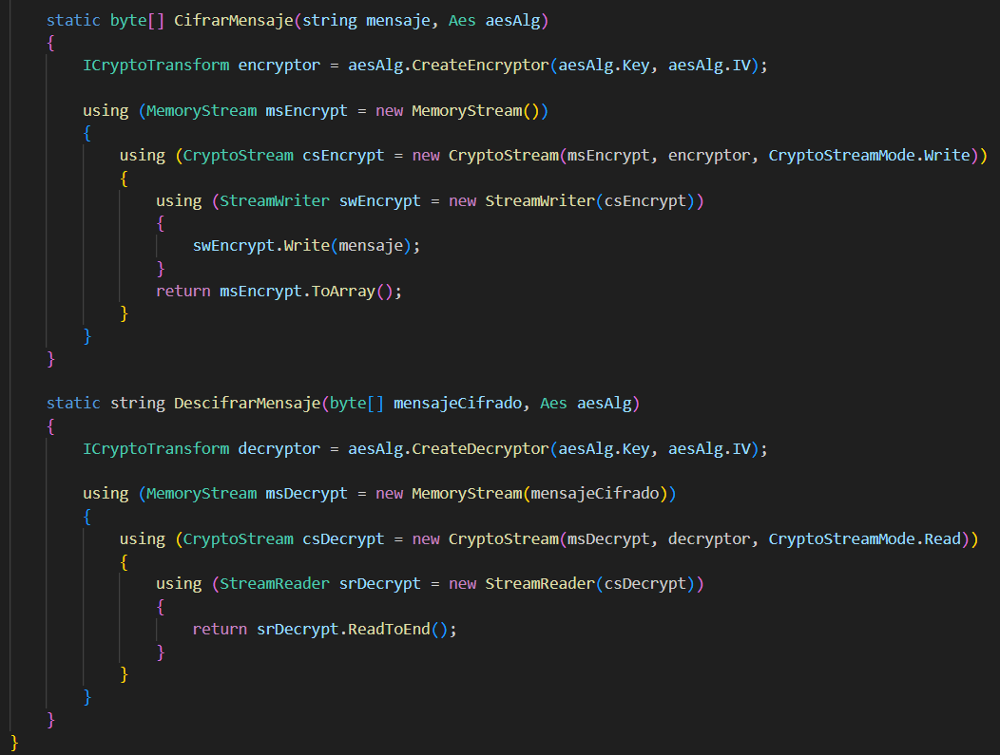 static byte[] CifrarMensaje(string mensaje, Aes aesAlg)
{
ICryptoTransform encryptor = aesAlg.CreateEncryptor(aesAlg.Key, aesAlg.IV);
using (MemoryStream msEncrypt = new MemoryStream())
{
using (CryptoStream csEncrypt = new CryptoStream(msEncrypt, encryptor, CryptoStreamMode.Write))
{
using (StreamWriter swEncrypt = new StreamWriter(csEncrypt))
{
swEncrypt.Write(mensaje);
}
return msEncrypt.ToArray();
}
}
}
static string DescifrarMensaje(byte[] mensajeCifrado, Aes aesAlg)
{
ICryptoTransform decryptor = aesAlg.CreateDecryptor(aesAlg.Key, aesAlg.IV);
using (MemoryStream msDecrypt = new MemoryStream(mensajeCifrado))
{
using (CryptoStream csDecrypt = new CryptoStream(msDecrypt, decryptor, CryptoStreamMode.Read))
{
using (StreamReader srDecrypt = new StreamReader(csDecrypt))
{
return srDecrypt.ReadToEnd();
}
}
}
}
}